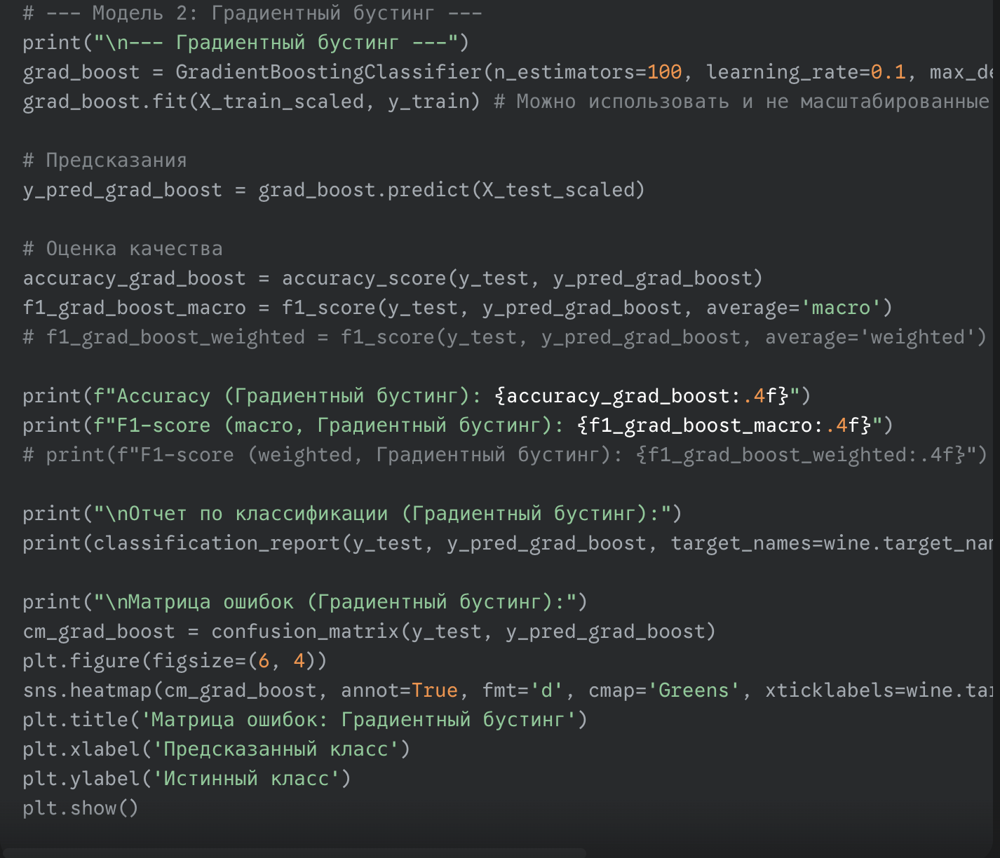 # --- Модель 2: Градиентный бустинг ---
print("\n--- Градиентный бустинг ---")
grad_boost = GradientBoostingClassifier(n_estimators=100, learning_rate=0.1, max_de
grad_boost.fit(X_train_scaled, y_train) # Можно использовать и не масштабированные
# Предсказания
y_pred_grad_boost = grad_boost.predict(X_test_scaled)
# Оценка качества
accuracy_grad_boost = accuracy_score(y_test, y_pred_grad_boost)
f1_grad_boost_macro = f1_score(y_test, y_pred_grad_boost, average='macro')
# f1_grad_boost_weighted = f1_score(y_test, y_pred_grad_boost, average='weighted')
print(f"Accuracy (Градиентный бустинг): {accuracy_grad_boost:.4f}")
print(f"F1-score (macro, Градиентный бустинг): {f1_grad_boost_macro:.4f}")
# print(f"F1-score (weighted, Градиентный бустинг): {f1_grad_boost_weighted:.4f}")
print("\nОтчет по классификации (Градиентный бустинг):")
print(classification_report(y_test, y_pred_grad_boost, target_names=wine.target_nam
print("\nМатрица ошибок (Градиентный бустинг):")
cm_grad_boost = confusion_matrix(y_test, y_pred_grad_boost)
plt.figure(figsize=(6, 4))
sns.heatmap(cm_grad_boost, annot=True, fmt='d', cmap='Greens', xticklabels=wine.tar
plt.title('Матрица ошибок: Градиентный бустинг')
plt.xlabel('Предсказанный класс')
plt.ylabel('Истинный класс')
plt.show()